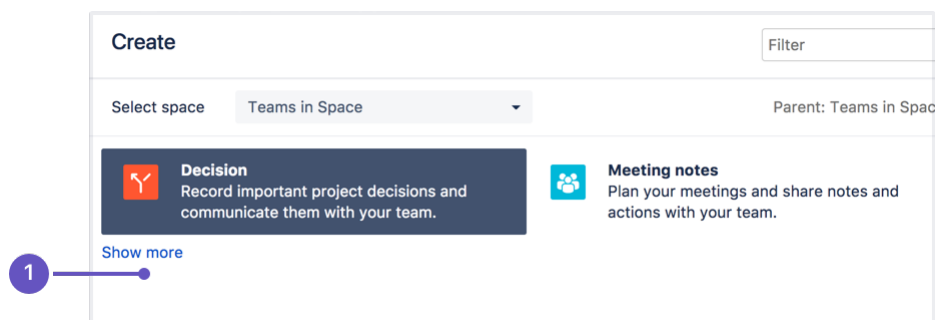 Create
Filter
Select space
Teams in Space
Parent: Teams in Spac
Decision
Record important project decisions and
communicate them with your team.
Meeting notes
Plan your meetings and share notes and
actions with your team.
Show more
1